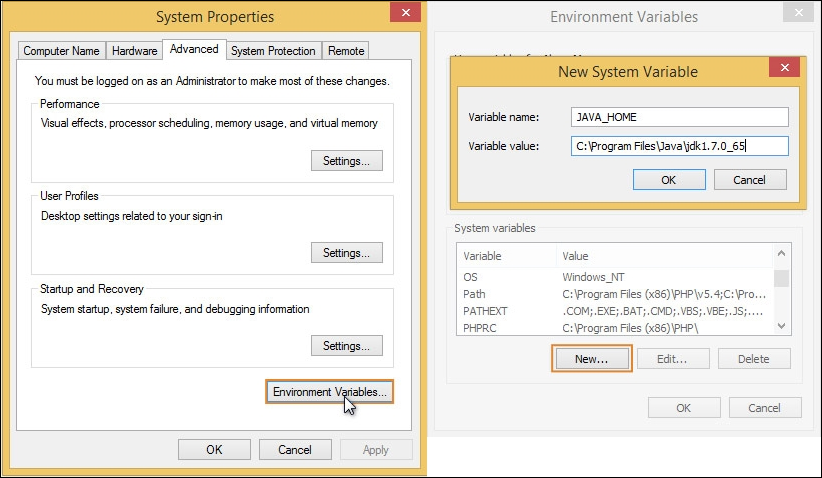 System Properties
Computer Name Hardware Advanced System Protection Remote
You must be logged on as an Administrator to make most of these changes.
Performance
Visual effects, processor scheduling, memory usage, and virtual memory
Settings...
User Profiles
Desktop settings related to your sign-in
Settings...
Startup and Recovery
System startup, system failure, and debugging information
Settings...
Environment Variables...
OK Cancel Apply
Environment Variables
New System Variable
Variable name: JAVA_HOME
Variable value: C:\Program Files\Java\jdk1.7.0_65
OK Cancel
System variables
Variable Value
OS Windows_NT
Path C:\Program Files (x86)\PHP\v5.4;C:\Pro...
PATHEXT .COM;.EXE;.BAT;.CMD;.VBS;.VBE;.JS;....
PHPRC C:\Program Files (x86)\PHP\
New... Edit... Delete
OK Cancel